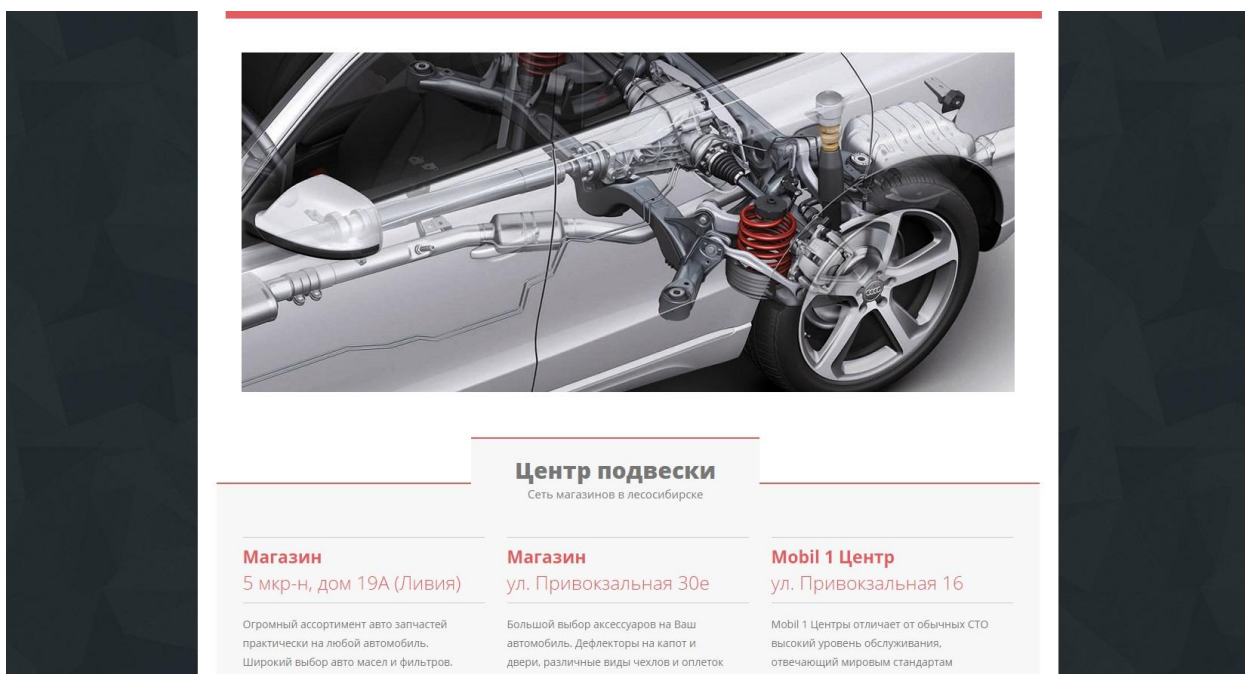 Центр подвески
Сеть магазинов в лесосибирске
Магазин
5 мкр-н, дом 19А (Ливия)
Огромный ассортимент авто запчастей
практически на любой автомобиль.
Широкий выбор авто масел и фильтров.
Магазин
ул. Привокзальная 30е
Большой выбор аксессуаров на Ваш
автомобиль. Дефлекторы на капот и
двери, различные виды чехлов и оплеток
Mobil 1 Центр
ул. Привокзальная 16
Mobil 1 Центры отличает от обычных СТО
высокий уровень обслуживания,
отвечающий мировым стандартам